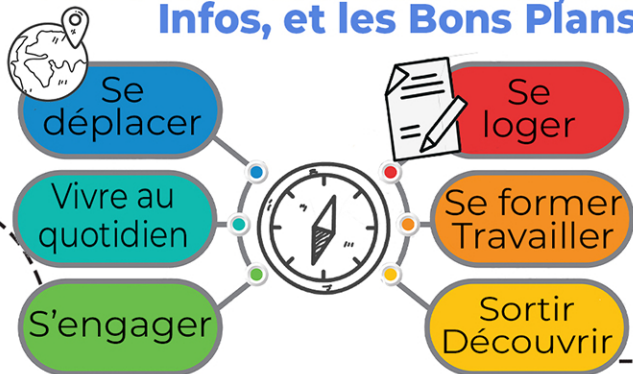 Infos, et les Bons Plans
Se
déplacer
Vivre au
quotidien
S'engager
Se
loger
Se former
Travailler
Sortir
Découvrir